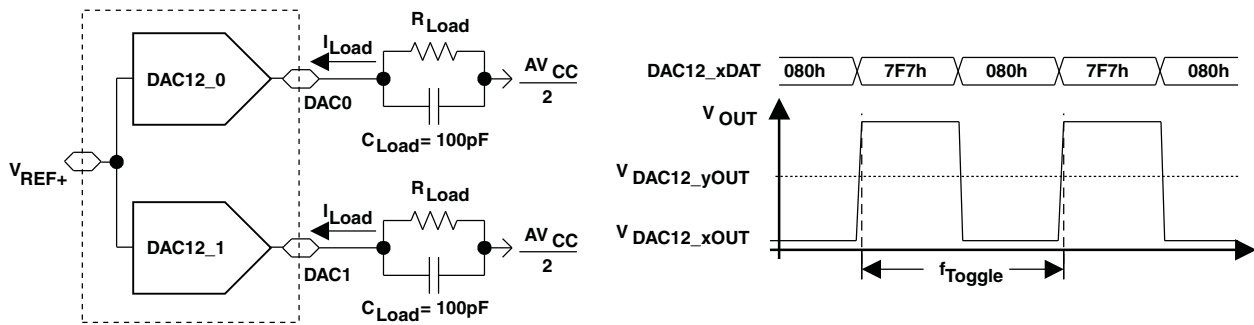 R Load
I Load
AV CC
2
DAC12_0
DAC0
C Load = 100pF
V REF+
R Load
I Load
AV CC
2
DAC12_1
DAC1
C Load = 100pF
DAC12_xDAT 080h 7F7h 080h 7F7h 080h
V OUT
V DAC12_yOUT
V DAC12_xOUT
f Toggle